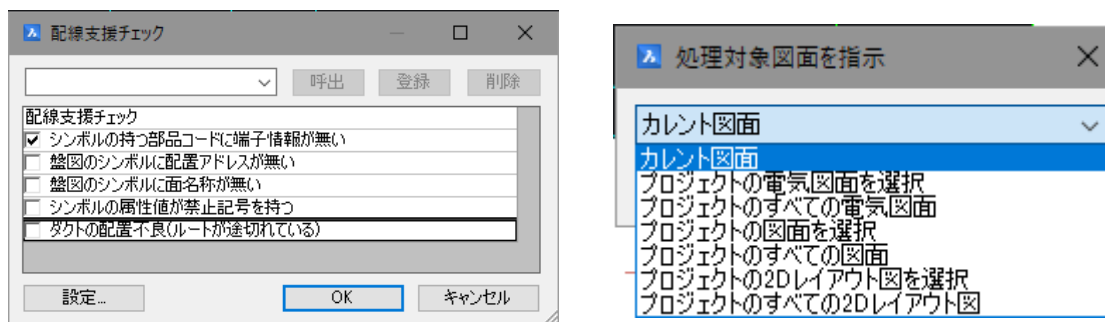 配線支援チェック
呼出 登録 削除
配線支援チェック
シンボルの持つ部品コードに端子情報が無い
盤図のシンボルに配置アドレスが無い
盤図のシンボルに面名称が無い
シンボルの属性値が禁止記号を持つ
ダクトの配置不良(ルートが途切れている)
設定... OK キャンセル
処理対象図面を指示
カレント図面
カレント図面
プロジェクトの電気図面を選択
プロジェクトのすべての電気図面
プロジェクトの図面を選択
プロジェクトのすべての図面
プロジェクトの2Dレイアウト図を選択
プロジェクトのすべての2Dレイアウト図